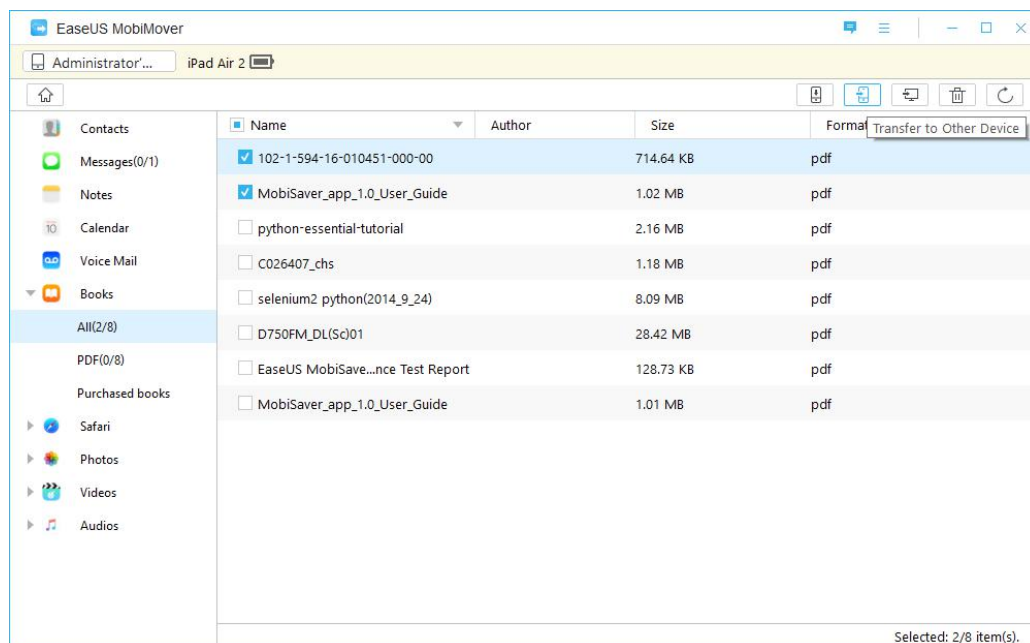 EaseUS MobiMover
Administrator'... iPad Air 2
Transfer to Other Device
Name Author Size Format
Contacts
Messages(0/1)
Notes
10 Calendar
Voice Mail
Books
All(2/8)
PDF(0/8)
Purchased books
Safari
Photos
Videos
Audios
102-1-594-16-010451-000-00 714.64 KB pdf
MobiSaver_app_1.0_User_Guide 1.02 MB pdf
python-essential-tutorial 2.16 MB pdf
C026407_chs 1.18 MB pdf
selenium2 python(2014_9_24) 8.09 MB pdf
D750FM_DL(Sc)01 28.42 MB pdf
EaseUS MobiSave...nce Test Report 128.73 KB pdf
MobiSaver_app_1.0_User_Guide 1.01 MB pdf
Selected: 2/8 item(s).